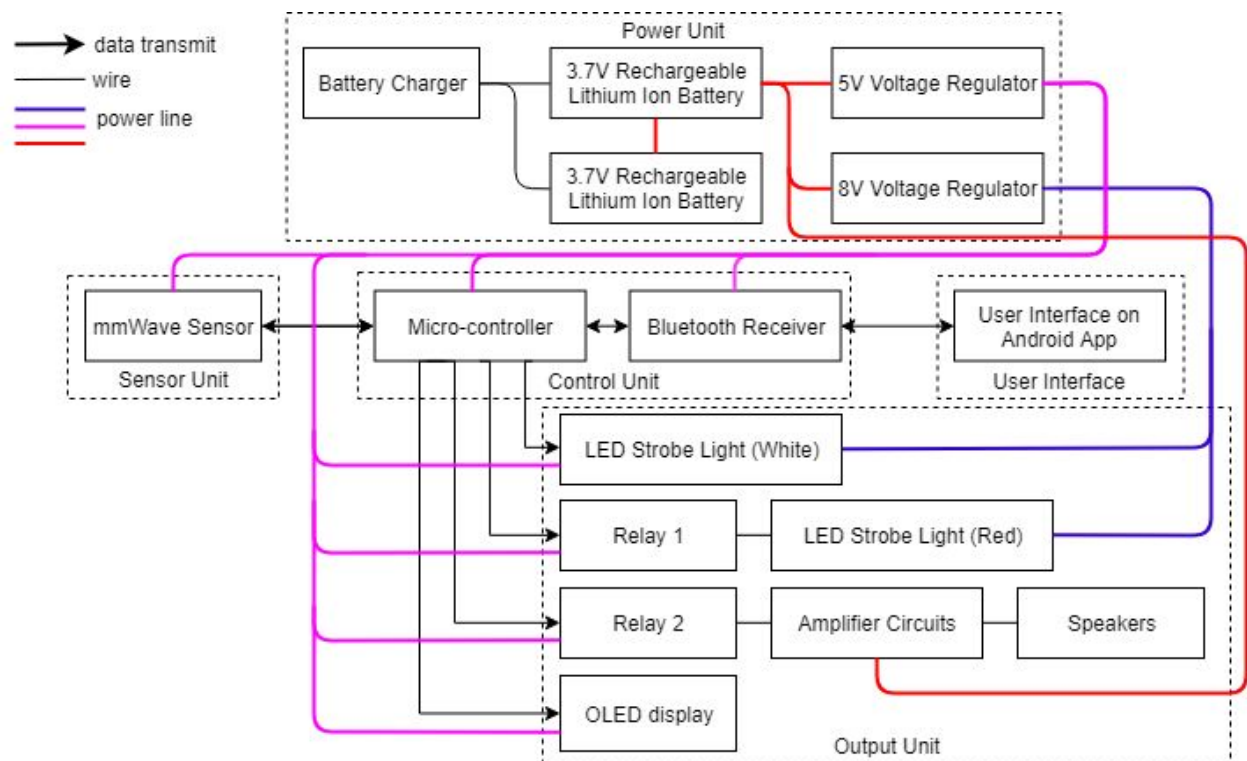 data transmit
wire
power line
Power Unit
Battery Charger
3.7V Rechargeable
Lithium Ion Battery
5V Voltage Regulator
3.7V Rechargeable
Lithium Ion Battery
8V Voltage Regulator
mmWave Sensor
Sensor Unit
Micro-controller
Bluetooth Receiver
Control Unit
User Interface on
Android App
User Interface
LED Strobe Light (White)
Relay 1
LED Strobe Light (Red)
Relay 2
Amplifier Circuits
Speakers
OLED display
Output Unit